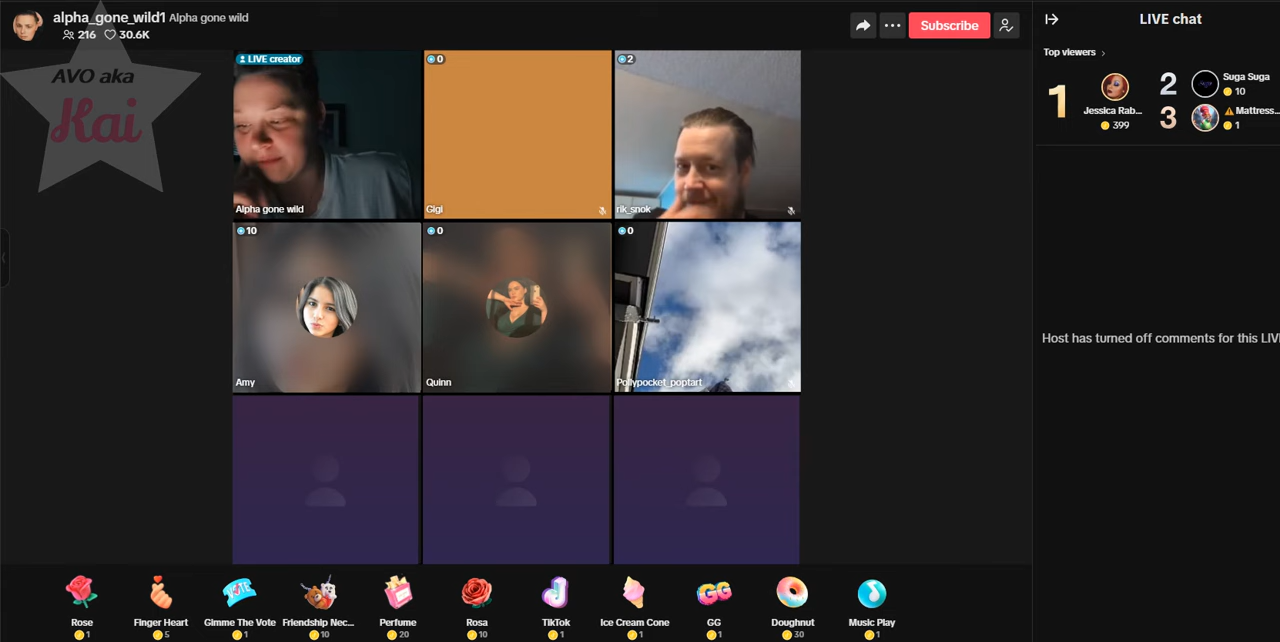 alpha_gone_wild1 Alpha gone wild
216 30.6K
Subscribe
LIVE chat
AVO aka
Kai
Top viewers
1
Jessica Rab...
399
2
Suga Suga
10
3
Mattress...
1
LIVE creator
Alpha gone wild
0
Gigi
2
rik_snok
10
Amy
0
Quinn
0
Pollypocket_poptart
Host has turned off comments for this LIV
VOTE
GG
Rose
1
Finger Heart
5
Gimme The Vote
1
Friendship Nec...
10
Perfume
20
Rosa
10
TikTok
1
Ice Cream Cone
1
GG
1
Doughnut
30
Music Play
1